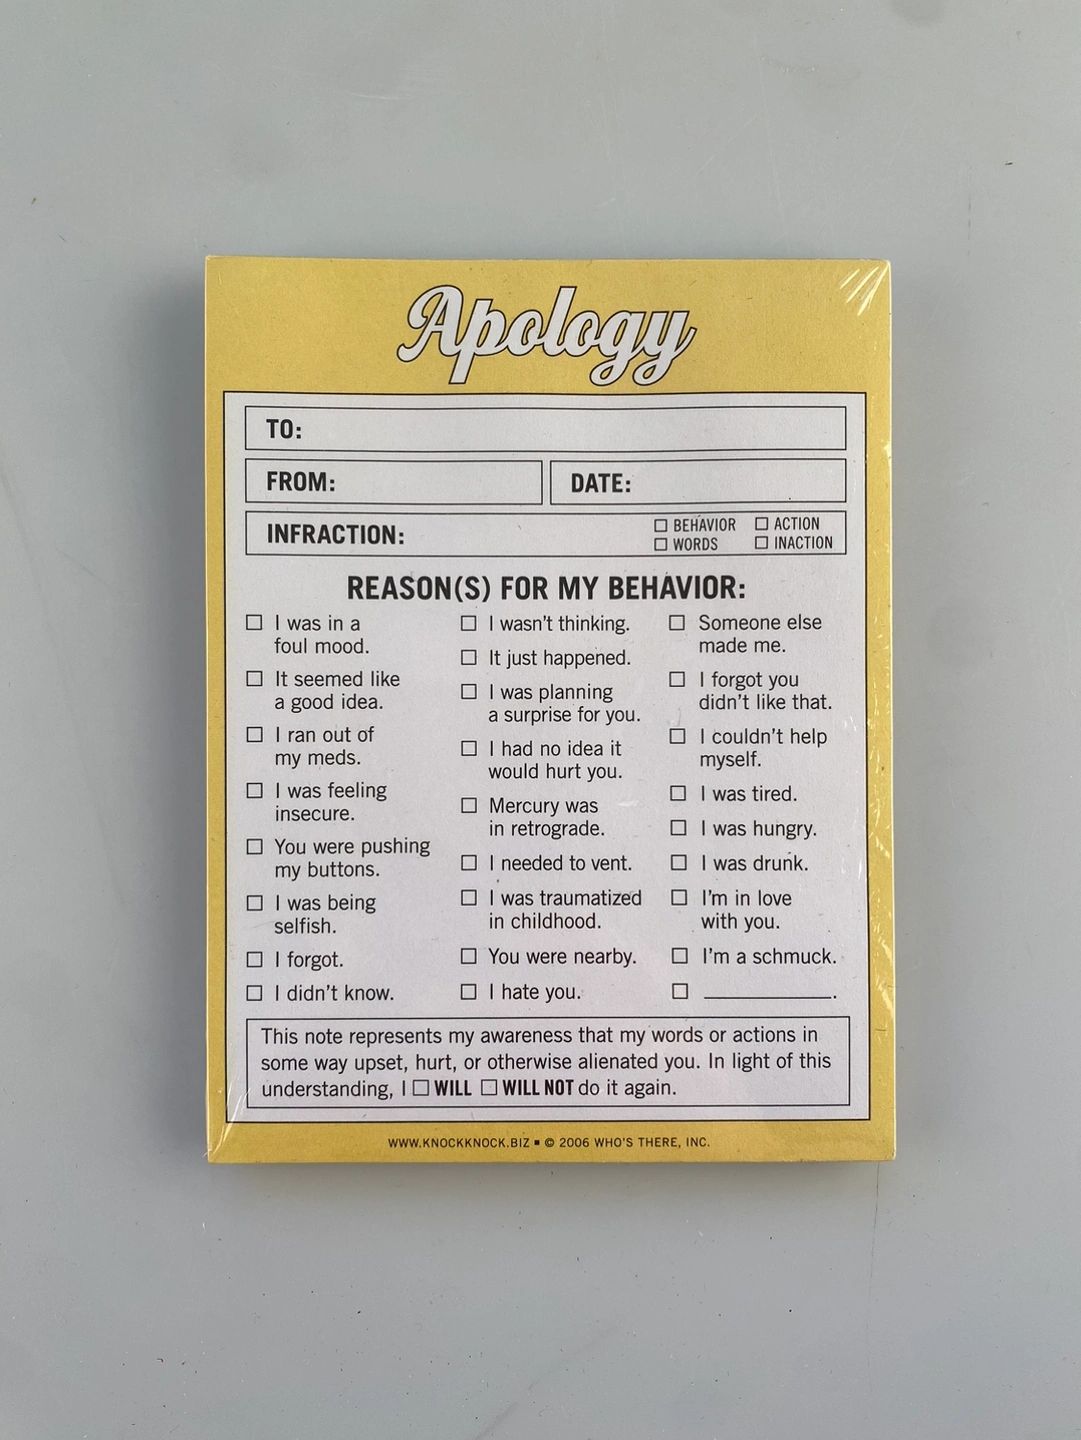 Apology
TO:
FROM:
DATE:
INFRACTION:
☐ BEHAVIOR ☐ ACTION
☐ WORDS ☐ INACTION
REASON(S) FOR MY BEHAVIOR:
☐ I was in a
foul mood.
☐ It seemed like
a good idea.
☐ I ran out of
my meds.
☐ I was feeling
insecure.
☐ You were pushing
my buttons.
☐ I was being
selfish.
☐ I forgot.
☐ I didn't know.
☐ I wasn't thinking.
☐ It just happened.
☐ I was planning
a surprise for you.
☐ I had no idea it
would hurt you.
☐ Mercury was
in retrograde.
☐ I needed to vent.
☐ I was traumatized
in childhood.
☐ You were nearby.
☐ I hate you.
☐ Someone else
made me.
☐ I forgot you
didn't like that.
☐ I couldn't help
myself.
☐ I was tired.
☐ I was hungry.
☐ I was drunk.
☐ I'm in love
with you.
☐ I'm a schmuck.
☐ ____________.
This note represents my awareness that my words or actions in
some way upset, hurt, or otherwise alienated you. In light of this
understanding, I ☐ WILL ☐ WILL NOT do it again.
WWW.KNOCKKNOCK.BIZ ▪ © 2006 WHO'S THERE, INC.